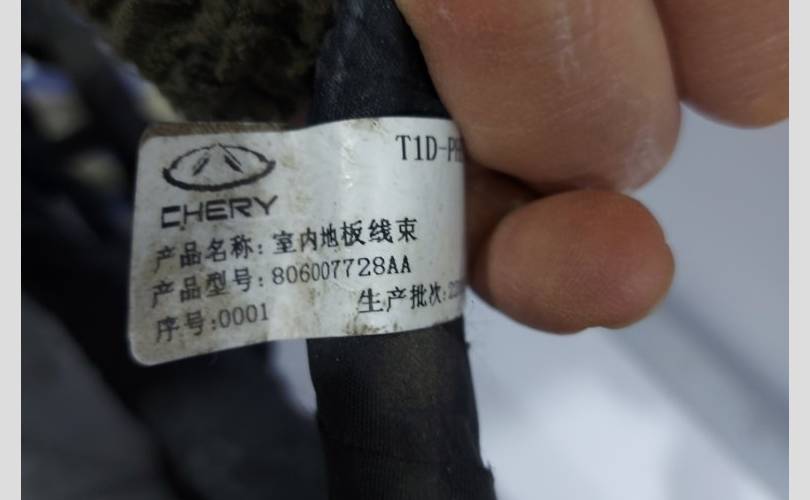 T1D-PH
CHERY
产品名称: 室内地板线束
产品型号: 806007728AA
生产批次:
序号:0001